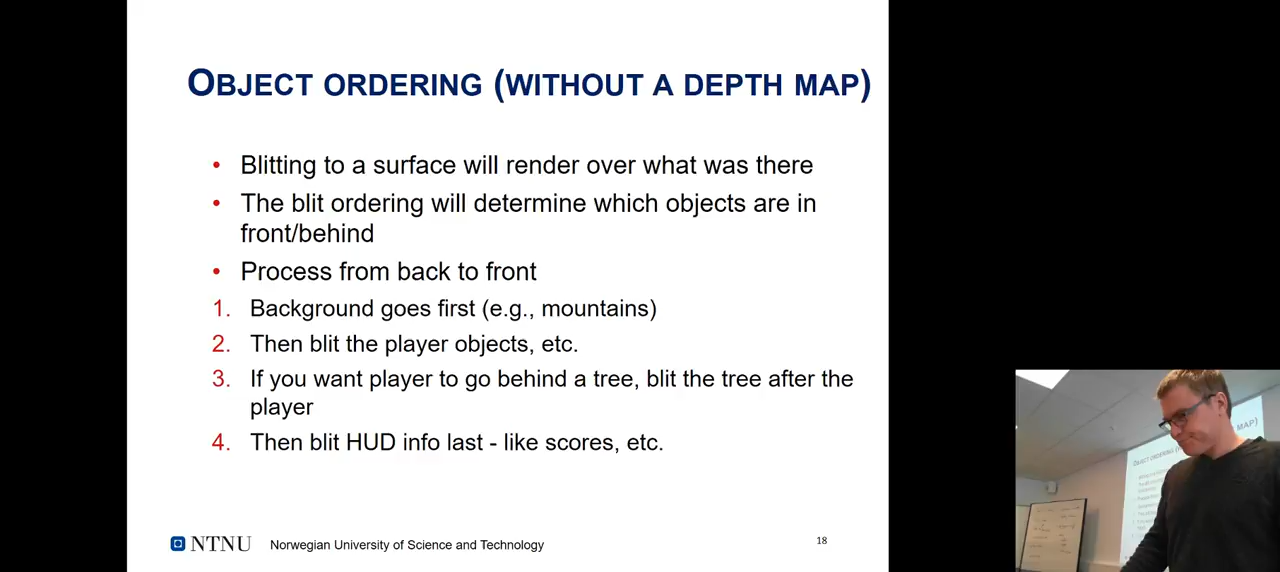 OBJECT ORDERING (WITHOUT A DEPTH MAP)
• Blitting to a surface will render over what was there
• The blit ordering will determine which objects are in
front/behind
• Process from back to front
1. Background goes first (e.g., mountains)
2. Then blit the player objects, etc.
3. If you want player to go behind a tree, blit the tree after the
player
4. Then blit HUD info last - like scores, etc.
NTNU Norwegian University of Science and Technology
18